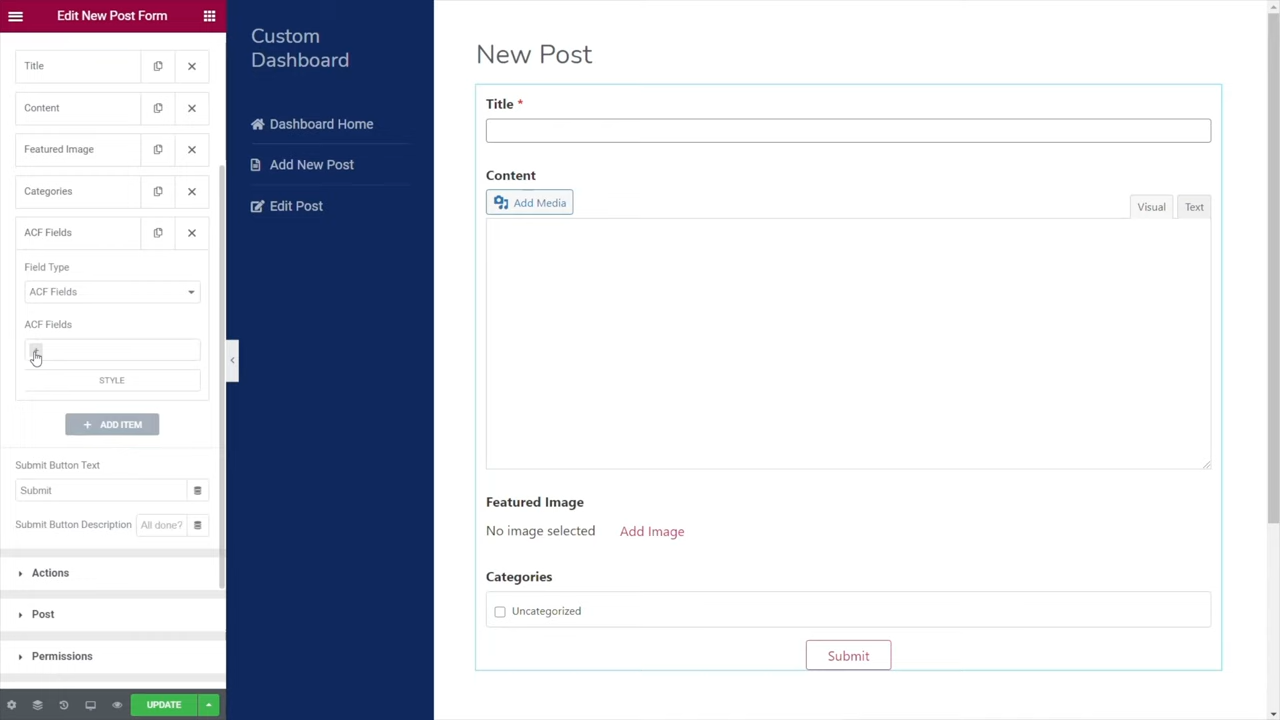 Edit New Post Form
Title
Content
Featured Image
Categories
ACF Fields
Field Type
ACF Fields
ACF Fields
STYLE
+ ADD ITEM
Submit Button Text
Submit
Submit Button Description
All done?
Actions
Post
Permissions
UPDATE
Custom
Dashboard
Dashboard Home
Add New Post
Edit Post
New Post
Title *
Content
Add Media
Visual
Text
Featured Image
No image selected
Add Image
Categories
Uncategorized
Submit